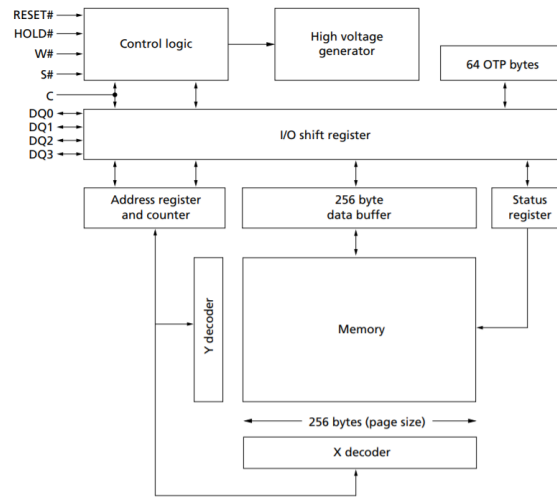 RESET#
HOLD#
W#
S#
C
DQ0
DQ1
DQ2
DQ3
Control logic
High voltage
generator
64 OTP bytes
I/O shift register
Address register
and counter
256 byte
data buffer
Status
register
Y decoder
Memory
256 bytes (page size)
X decoder